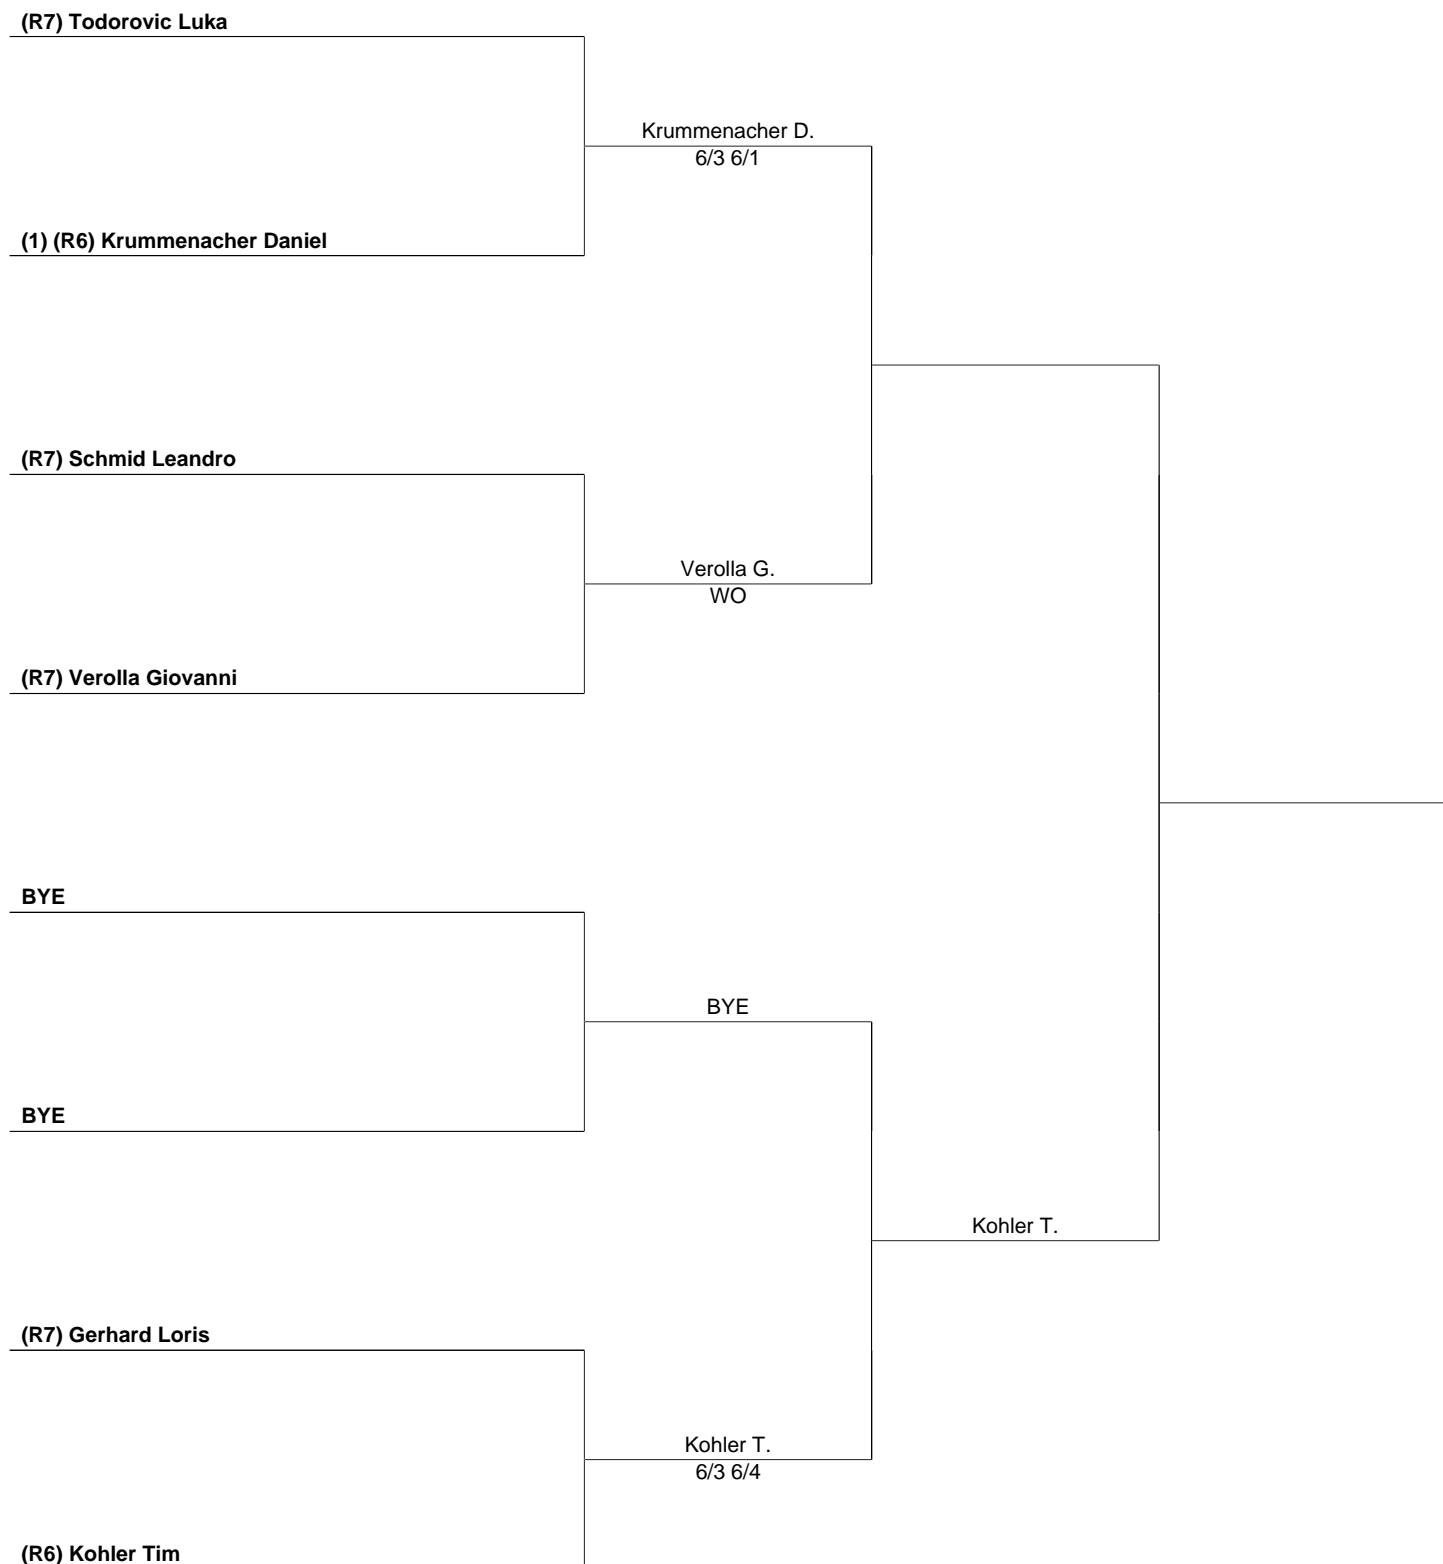 (R7) Todorovic Luka
Krummenacher D.
6/3 6/1
(1) (R6) Krummenacher Daniel
(R7) Schmid Leandro
Verolla G.
WO
(R7) Verolla Giovanni
BYE
BYE
BYE
Kohler T.
(R7) Gerhard Loris
Kohler T.
6/3 6/4
(R6) Kohler Tim